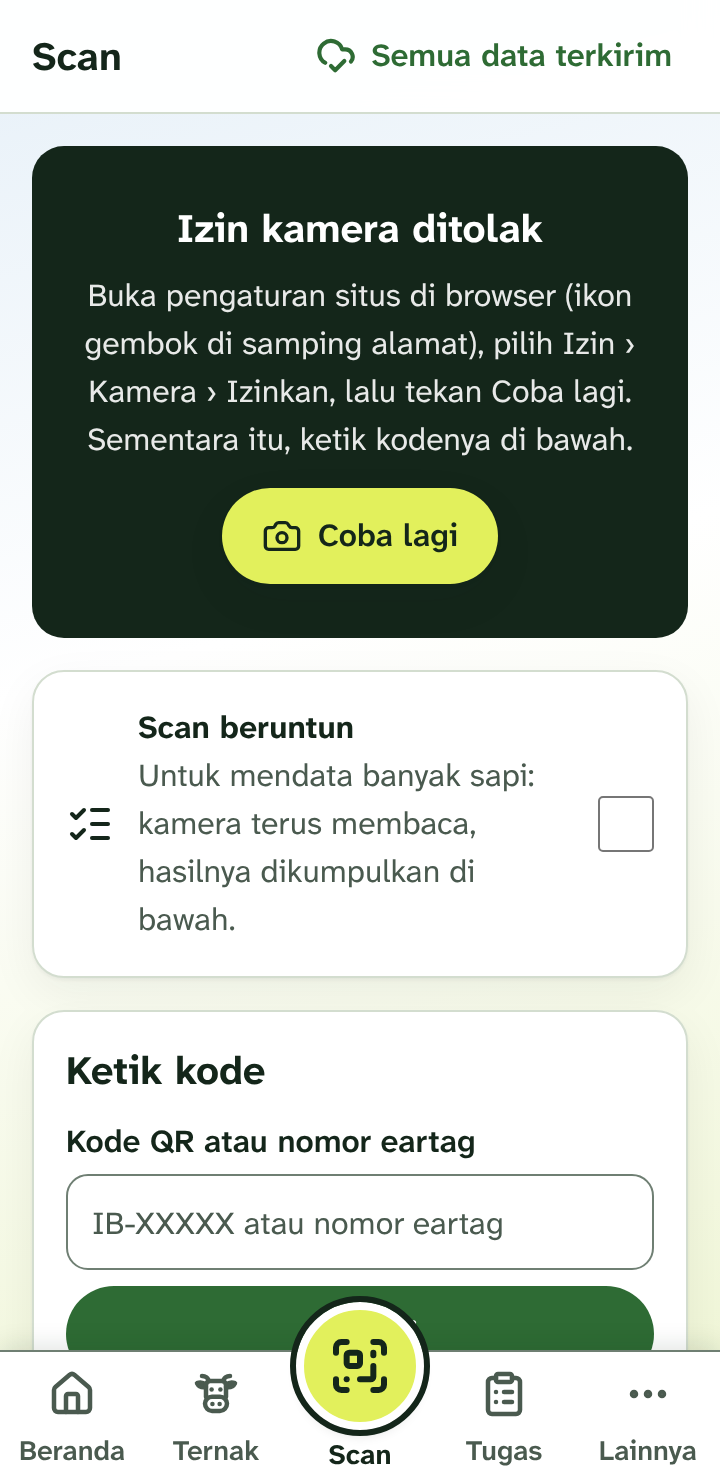 Scan
Semua data terkirim
Izin kamera ditolak
Buka pengaturan situs di browser (ikon
gembok di samping alamat), pilih Izin ›
Kamera › Izinkan, lalu tekan Coba lagi.
Sementara itu, ketik kodenya di bawah.
Coba lagi
Scan beruntun
Untuk mendata banyak sapi:
kamera terus membaca,
hasilnya dikumpulkan di
bawah.
Ketik kode
Kode QR atau nomor eartag
IB-XXXXX atau nomor eartag
Beranda
Ternak
Scan
Tugas
Lainnya